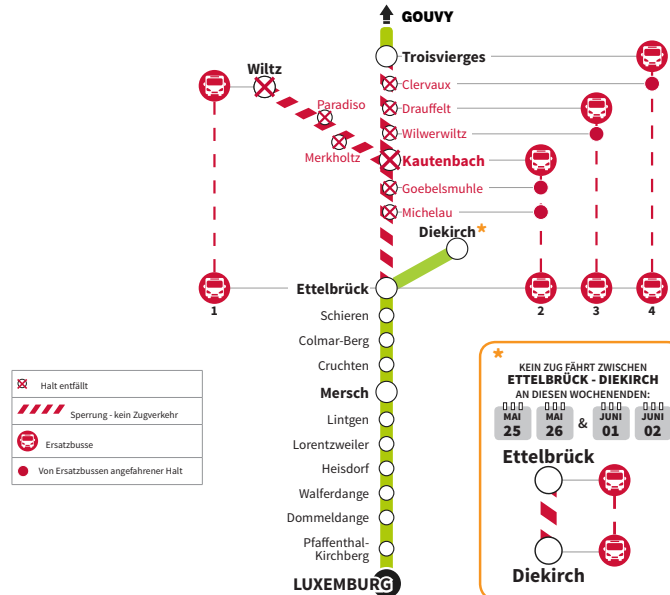 GOUVY
Troisvierges
Wiltz
Clervaux
Paradiso
Drauffelt
Wilwerwiltz
Merkholtz
Kautenbach
Goebelsmuhle
Michelau
Diekirch*
Ettelbrück
1
2
3
4
Schieren
Colmar-Berg
Cruchten
Mersch
Lintgen
Lorentzweiler
Heisdorf
Walferdange
Dommeldange
Pfaffenthal-
Kirchberg
LUXEMBURG
Halt entfällt
Sperrung - kein Zugverkehr
Ersatzbusse
Von Ersatzbussen angefahrener Halt
*
KEIN ZUG FÄHRT ZWISCHEN
ETTELBRÜCK - DIEKIRCH
AN DIESEN WOCHENENDEN:
MAI MAI JUNI JUNI
25 26 & 01 02
Ettelbrück
Diekirch